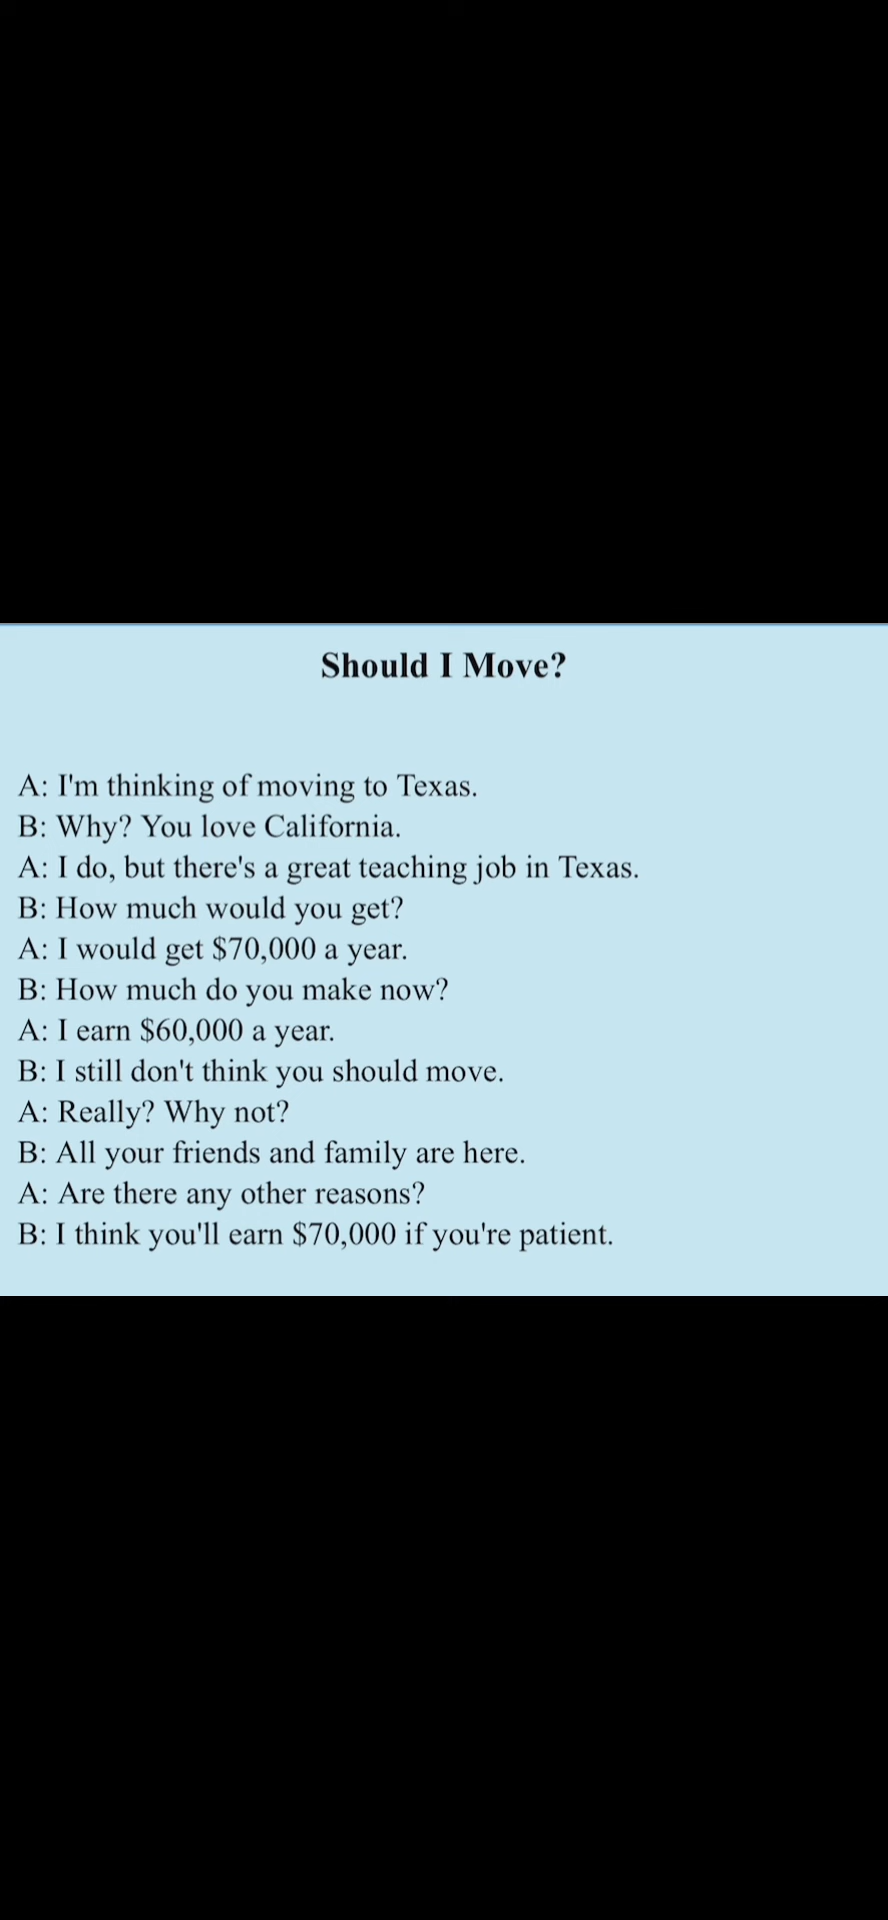 Should I Move?
A: I'm thinking of moving to Texas.
B: Why? You love California.
A: I do, but there's a great teaching job in Texas.
B: How much would you get?
A: I would get $70,000 a year.
B: How much do you make now?
A: I earn $60,000 a year.
B: I still don't think you should move.
A: Really? Why not?
B: All your friends and family are here.
A: Are there any other reasons?
B: I think you'll earn $70,000 if you're patient.